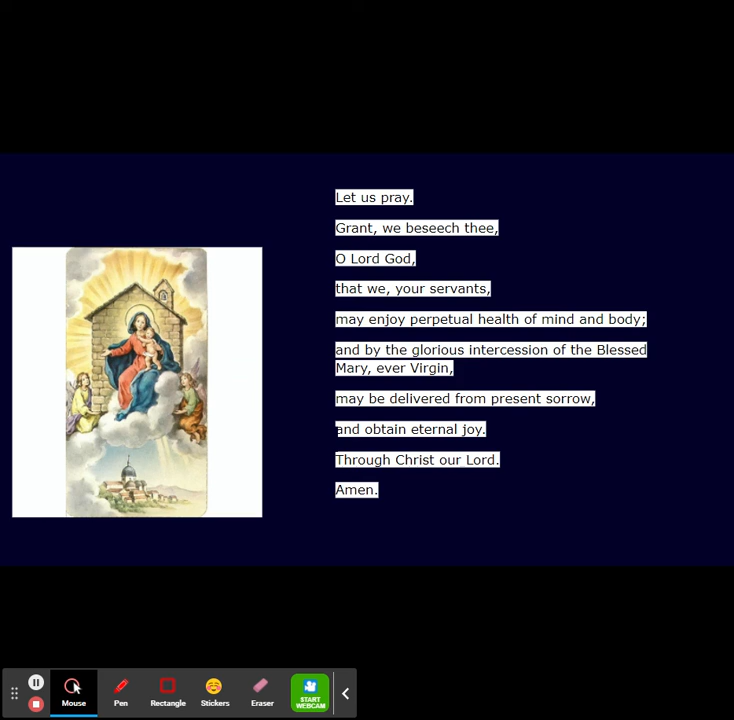 Let us pray.
Grant, we beseech thee,
O Lord God,
that we, your servants,
may enjoy perpetual health of mind and body;
and by the glorious intercession of the Blessed
Mary, ever Virgin,
may be delivered from present sorrow,
and obtain eternal joy.
Through Christ our Lord.
Amen.
Mouse
Pen
Rectangle
Stickers
Eraser
START
WEBCAM